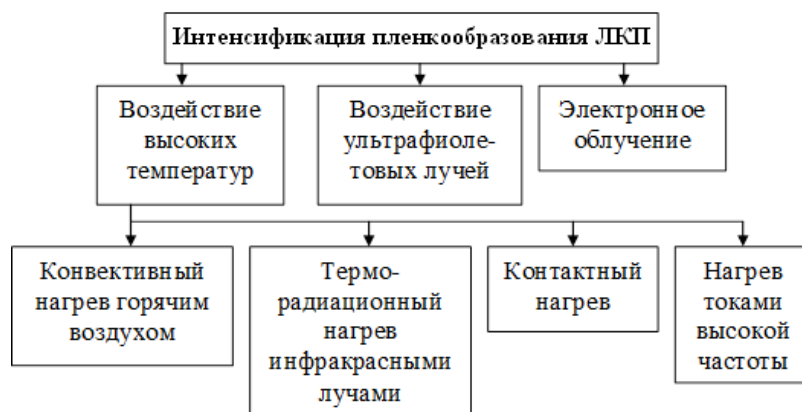 Интенсификация пленкообразования ЛКП
Воздействие
высоких
температур
Воздействие
ультрафиоле-
товых лучей
Электронное
облучение
Конвективный
нагрев горячим
воздухом
Термо-
радиационный
нагрев
инфракрасными
лучами
Контактный
нагрев
Нагрев
токами
высокой
частоты